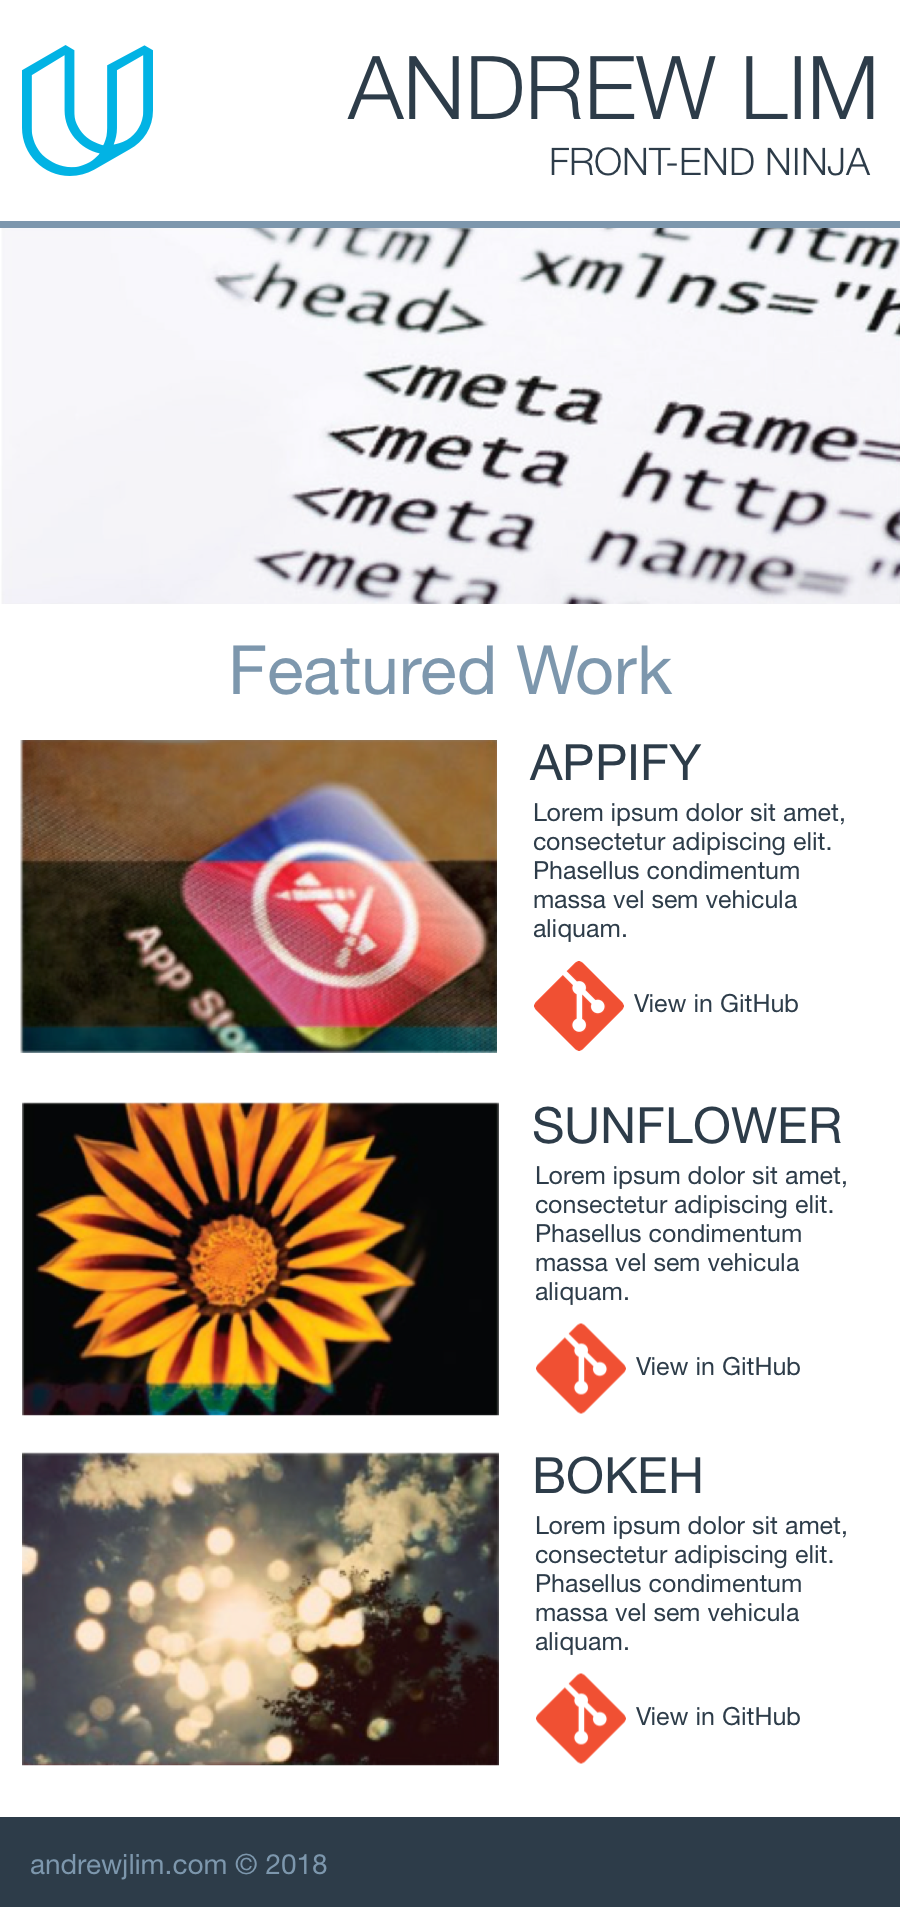 ANDREW LIM
FRONT-END NINJA
<html
xmlns="h
<head>
<meta name=
<meta http-e
<meta name="
<meta
Featured Work
App Stor
APPIFY
Lorem ipsum dolor sit amet,
consectetur adipiscing elit.
Phasellus condimentum
massa vel sem vehicula
aliquam.
View in GitHub
SUNFLOWER
Lorem ipsum dolor sit amet,
consectetur adipiscing elit.
Phasellus condimentum
massa vel sem vehicula
aliquam.
View in GitHub
BOKEH
Lorem ipsum dolor sit amet,
consectetur adipiscing elit.
Phasellus condimentum
massa vel sem vehicula
aliquam.
View in GitHub
andrewjlim.com © 2018